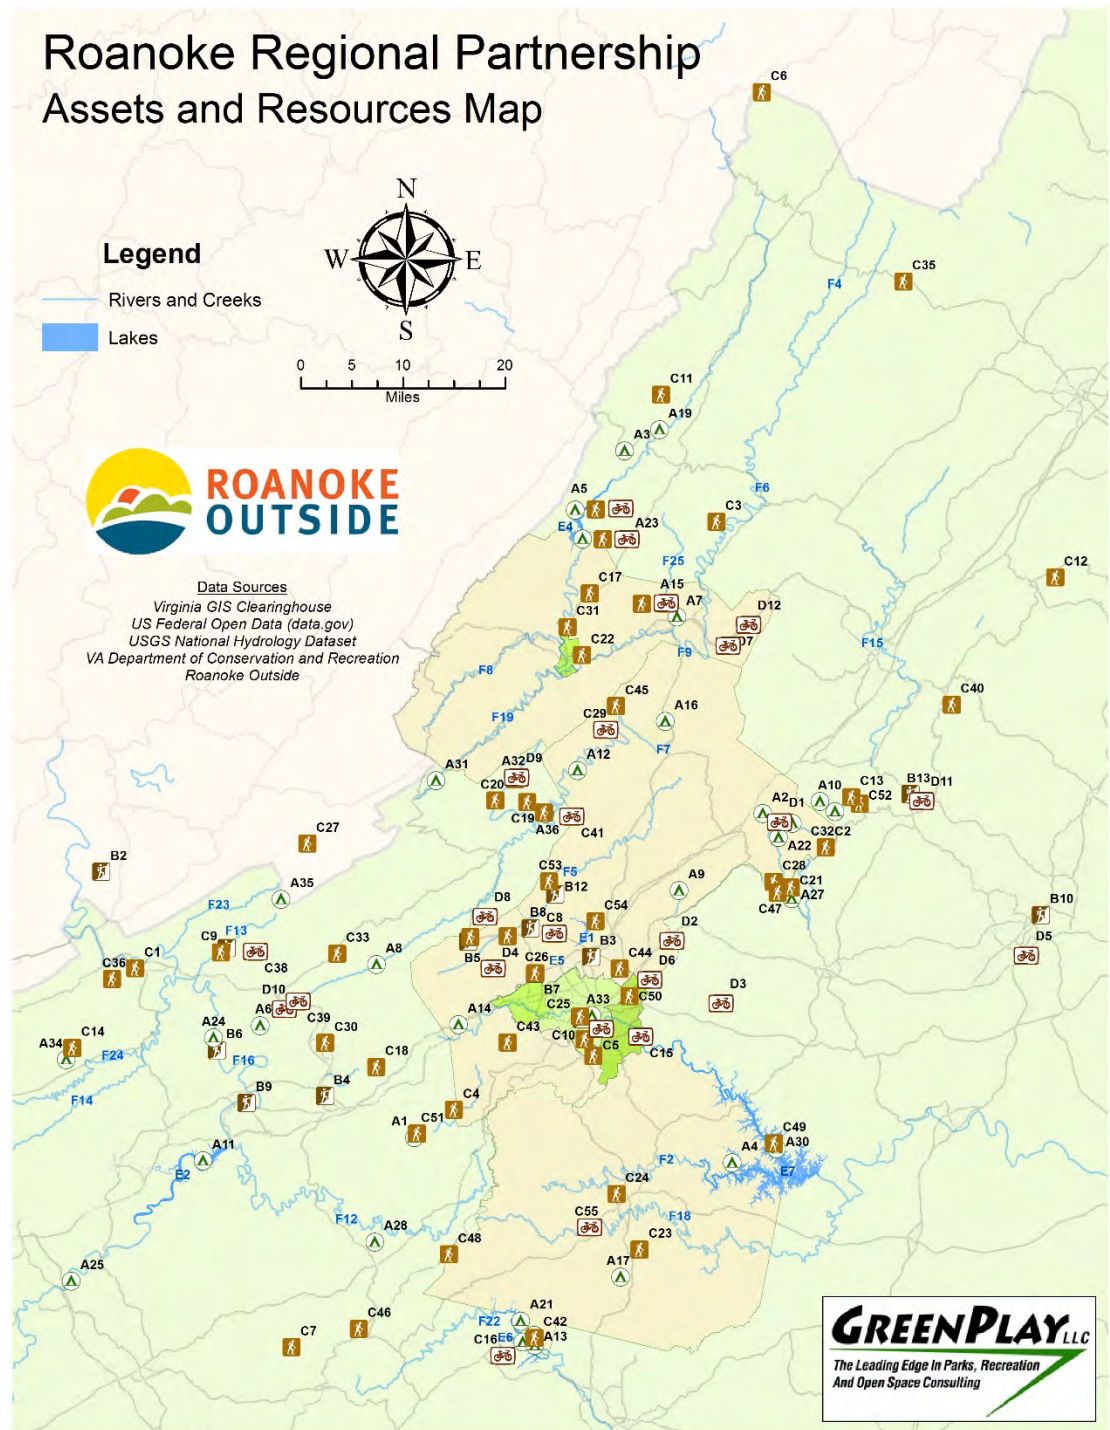 Roanoke Regional Partnership
Assets and Resources Map
C6
N
W E
S
Legend
Rivers and Creeks
Lakes
0 5 10 20
Miles
C35
F4
C11
A19
A3
ROANOKE
OUTSIDE
A5
F6
C3
E4
A23
F25
C12
Data Sources
Virginia GIS Clearinghouse
US Federal Open Data (data.gov)
USGS National Hydrology Dataset
VA Department of Conservation and Recreation
Roanoke Outside
C17
A15
A7
D12
C31
C22
D7
F9
F15
F8
C45
C40
F19
C29
A16
F7
A12
A31
A32 D9
C20
C19
A36
C41
A10
C13
C52
B13
D11
A2 D1
A22
C32 C2
C27
B2
C53
F5
B12
C28
C21
A27
C47
A9
A35
F23
D8
B8
C8
C54
D2
B10
D5
C9
F13
C33
A8
B5
D4
E1
B3
C1
C36
C38
C26
E5
C44
D6
B7
D10
C39
A6
A14
C25
A33
C50
D3
A24
B6
C30
C43
C10
C5
C15
C14
A34
F24
F16
C18
F14
B9
B4
C4
A1
C51
C49
A30
A11
E2
A4
E7
F2
C24
F12
A28
C55
F18
C48
C23
A25
A17
A21
F22
C42
C46
C7
C16 E6
A13
GREENPLAY LLC
The Leading Edge In Parks, Recreation
And Open Space Consulting